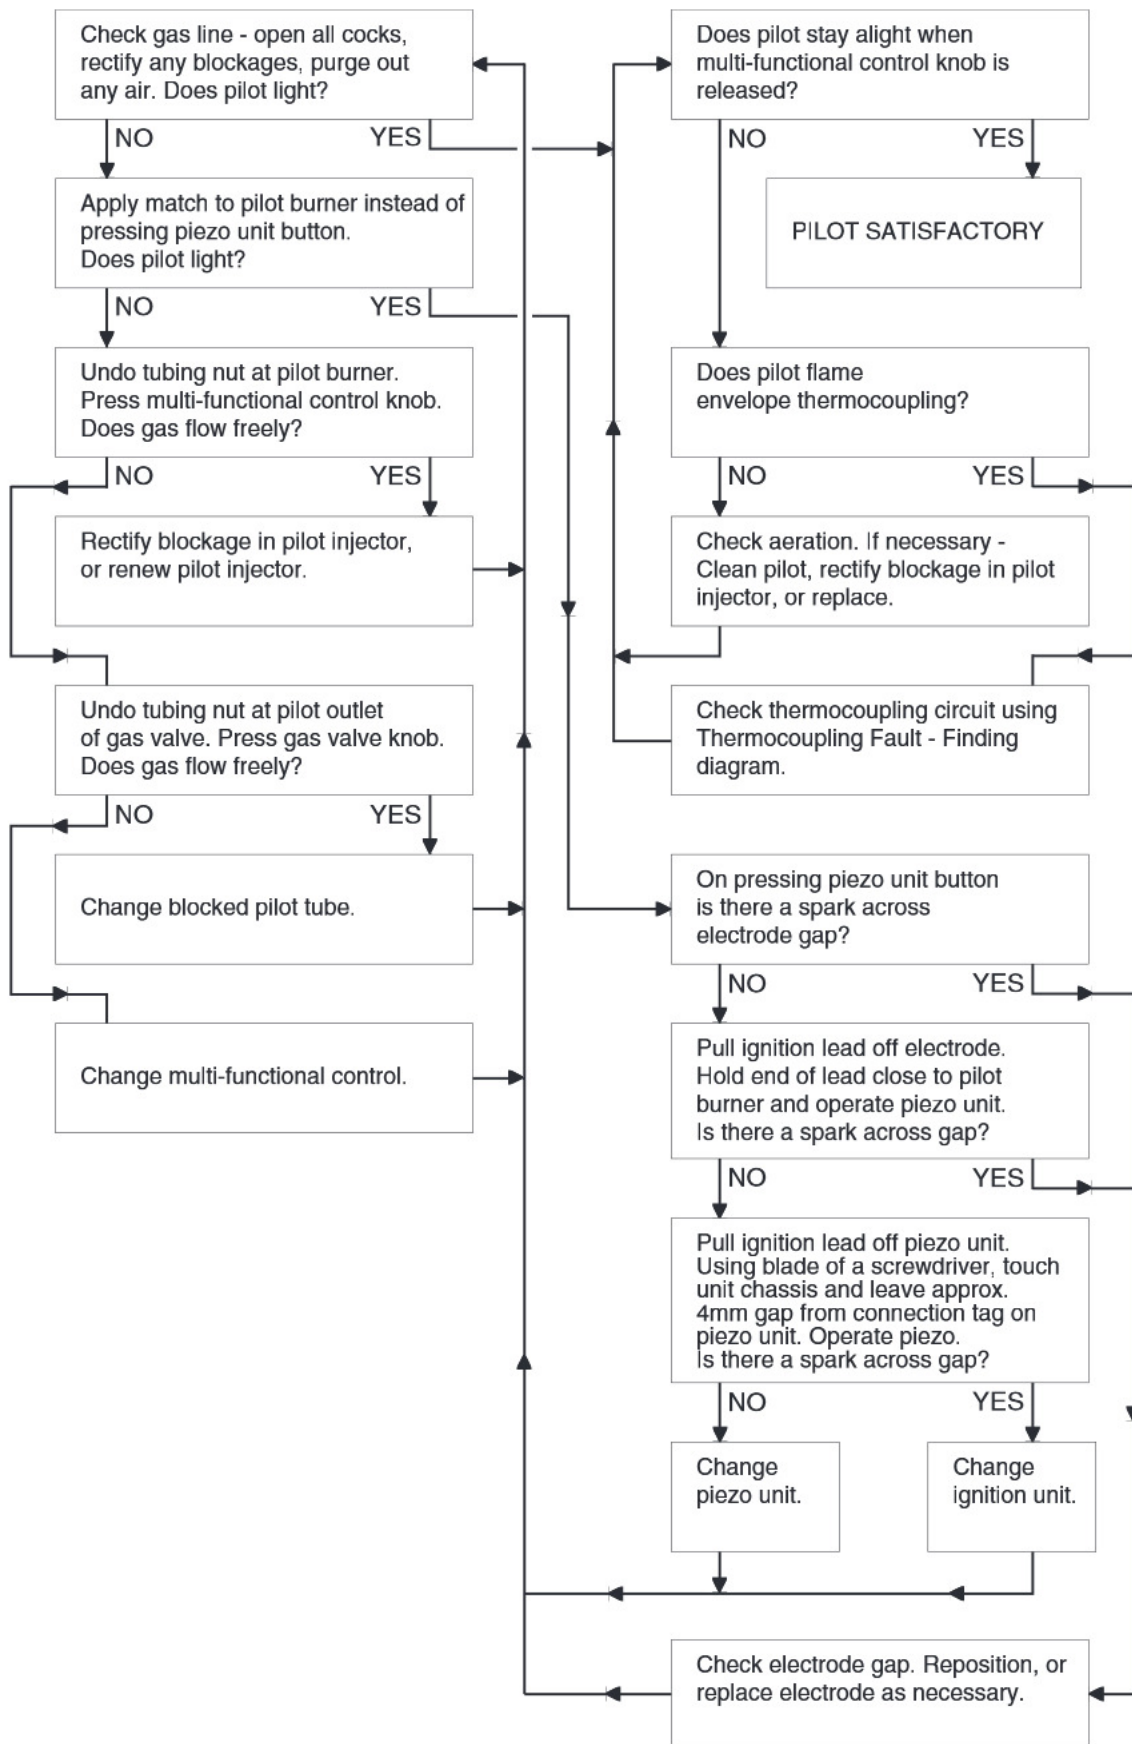 Check gas line - open all cocks,
rectify any blockages, purge out
any air. Does pilot light?
NO
YES
Apply match to pilot burner instead of
pressing piezo unit button.
Does pilot light?
NO
YES
Undo tubing nut at pilot burner.
Press multi-functional control knob.
Does gas flow freely?
NO
YES
Rectify blockage in pilot injector,
or renew pilot injector.
Undo tubing nut at pilot outlet
of gas valve. Press gas valve knob.
Does gas flow freely?
NO
YES
Change blocked pilot tube.
Change multi-functional control.
Does pilot stay alight when
multi-functional control knob is
released?
NO
YES
PILOT SATISFACTORY
Does pilot flame
envelope thermocoupling?
NO
YES
Check aeration. If necessary -
Clean pilot, rectify blockage in pilot
injector, or replace.
Check thermocoupling circuit using
Thermocoupling Fault - Finding
diagram.
On pressing piezo unit button
is there a spark across
electrode gap?
NO
YES
Pull ignition lead off electrode.
Hold end of lead close to pilot
burner and operate piezo unit.
Is there a spark across gap?
NO
YES
Pull ignition lead off piezo unit.
Using blade of a screwdriver, touch
unit chassis and leave approx.
4mm gap from connection tag on
piezo unit. Operate piezo.
Is there a spark across gap?
NO
YES
Change
piezo unit.
Change
ignition unit.
Check electrode gap. Reposition, or
replace electrode as necessary.